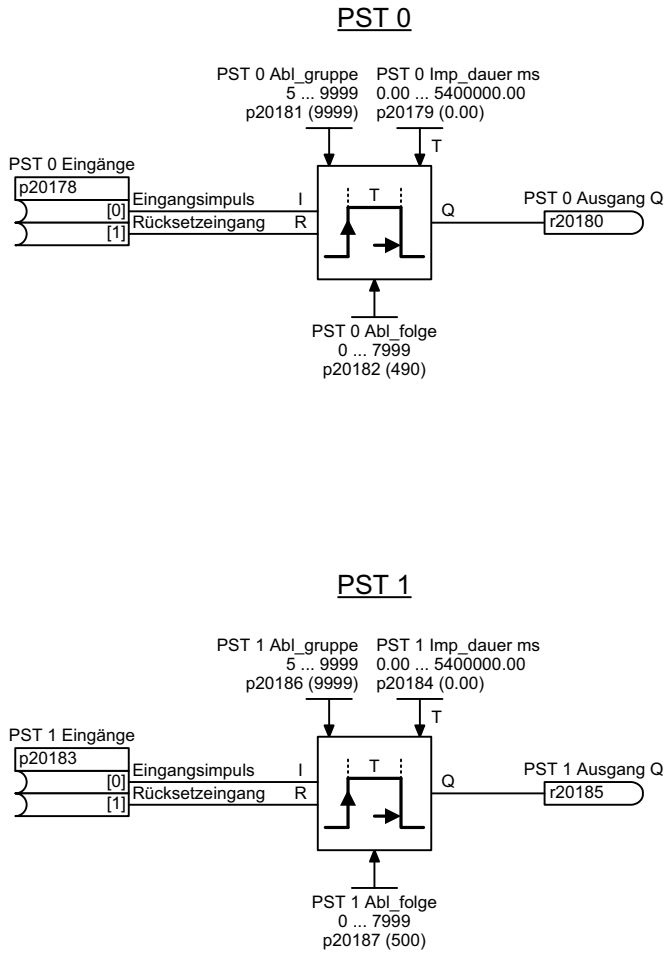 PST 0
PST 0 Abl_gruppe
5 ... 9999
p20181 (9999)
PST 0 Imp_dauer ms
0.00 ... 5400000.00
p20179 (0.00)
T
PST 0 Eingänge
p20178
[0]
[1]
Eingangsimpuls
I
Rücksetzeingang
R
T
Q
PST 0 Ausgang Q
r20180
PST 0 Abl_folge
0 ... 7999
p20182 (490)
PST 1
PST 1 Abl_gruppe
5 ... 9999
p20186 (9999)
PST 1 Imp_dauer ms
0.00 ... 5400000.00
p20184 (0.00)
T
PST 1 Eingänge
p20183
[0]
[1]
Eingangsimpuls
I
Rücksetzeingang
R
T
Q
PST 1 Ausgang Q
r20185
PST 1 Abl_folge
0 ... 7999
p20187 (500)